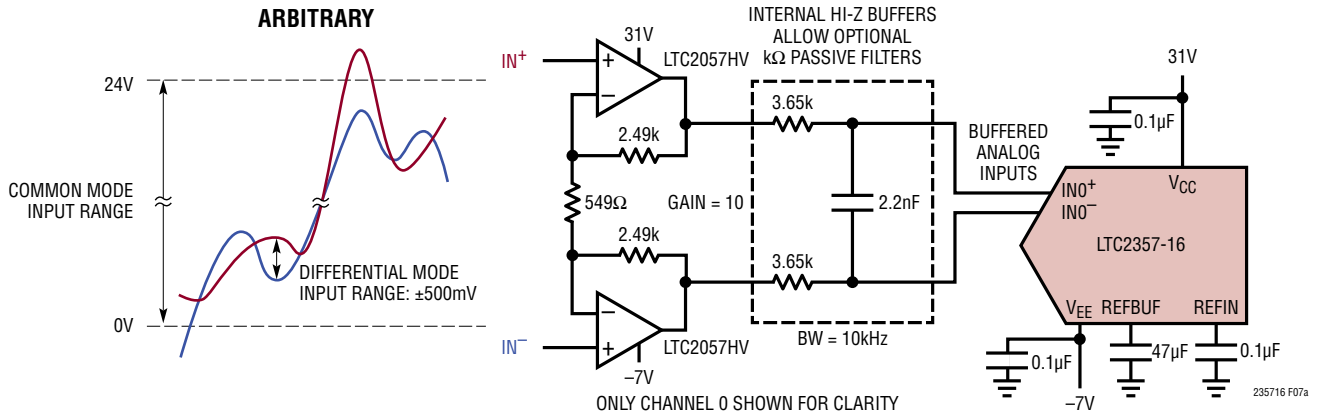 ARBITRARY
24V
COMMON MODE
INPUT RANGE
DIFFERENTIAL MODE
INPUT RANGE: ±500mV
0V
IN+
31V
LTC2057HV
+
–
2.49k
549Ω
GAIN = 10
2.49k
–
+
LTC2057HV
IN–
–7V
INTERNAL HI-Z BUFFERS
ALLOW OPTIONAL
kΩ PASSIVE FILTERS
3.65k
2.2nF
3.65k
BW = 10kHz
ONLY CHANNEL 0 SHOWN FOR CLARITY
31V
0.1µF
BUFFERED
ANALOG
INPUTS
VCC
IN0+
IN0–
LTC2357-16
VEE REFBUF REFIN
0.1µF
47µF
0.1µF
–7V
235716 F07a